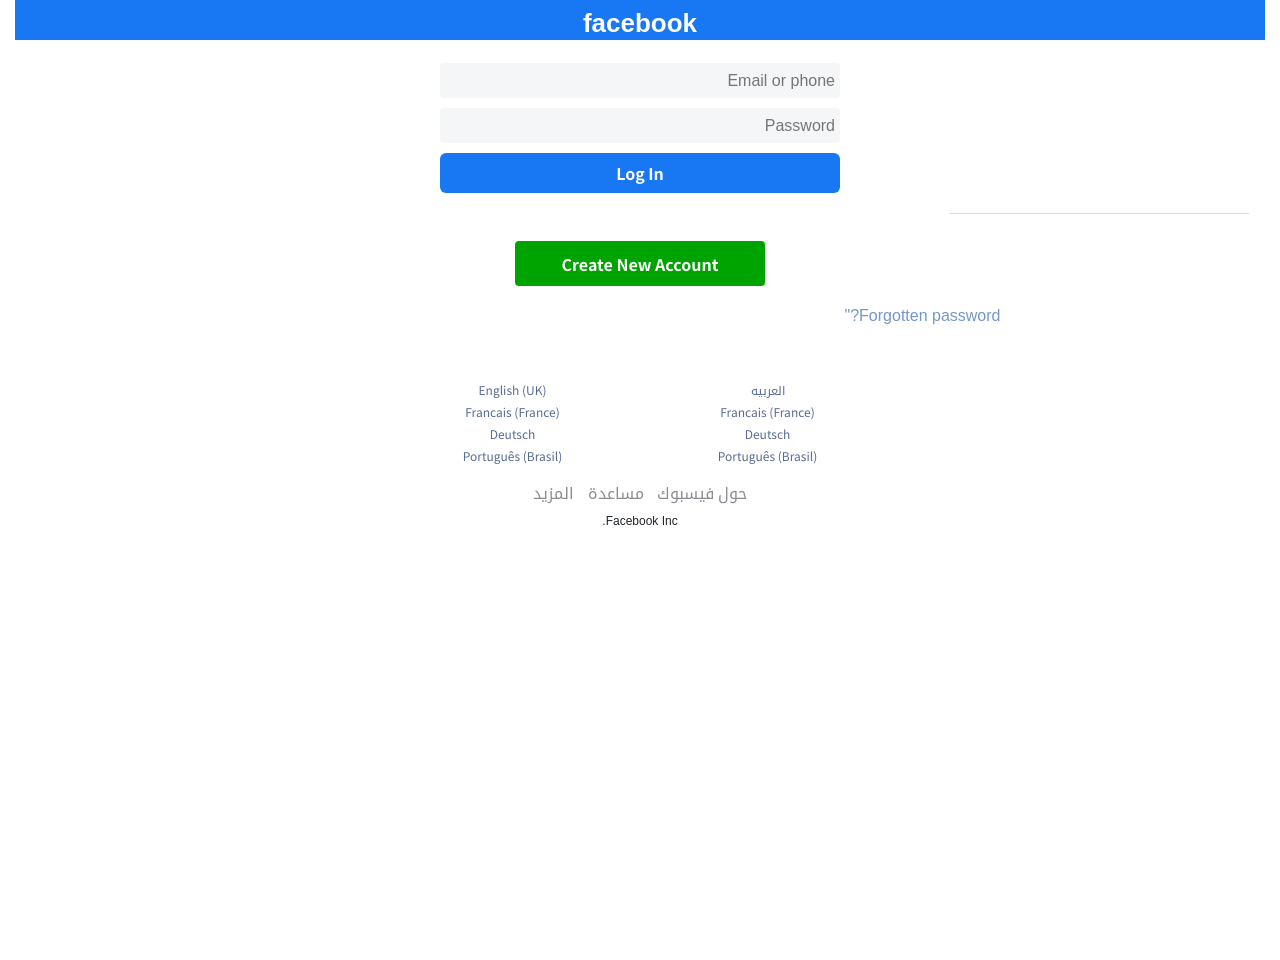 facebook
Email or phone
Password
Log In
Create New Account
"?Forgotten password
English (UK)
العربيه
Francais (France)
Francais (France)
Deutsch
Deutsch
Português (Brasil)
Português (Brasil)
حول فيسبوك مساعدة المزيد
.Facebook Inc